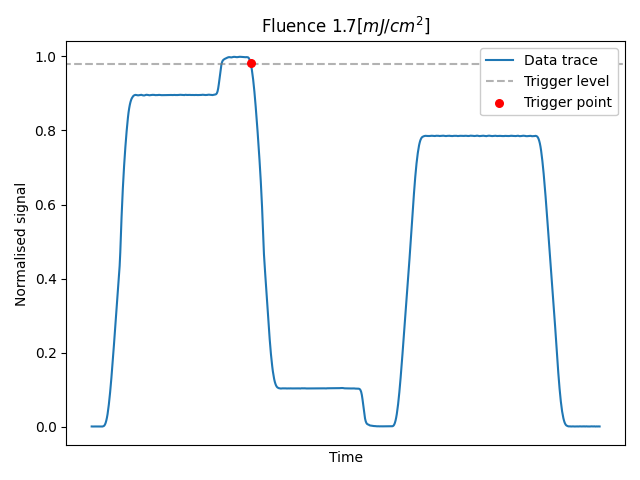 Fluence 1.7[mJ/cm²]
Data trace
Trigger level
Trigger point
1.0
0.8
0.6
0.4
0.2
0.0
Normalised signal
Time